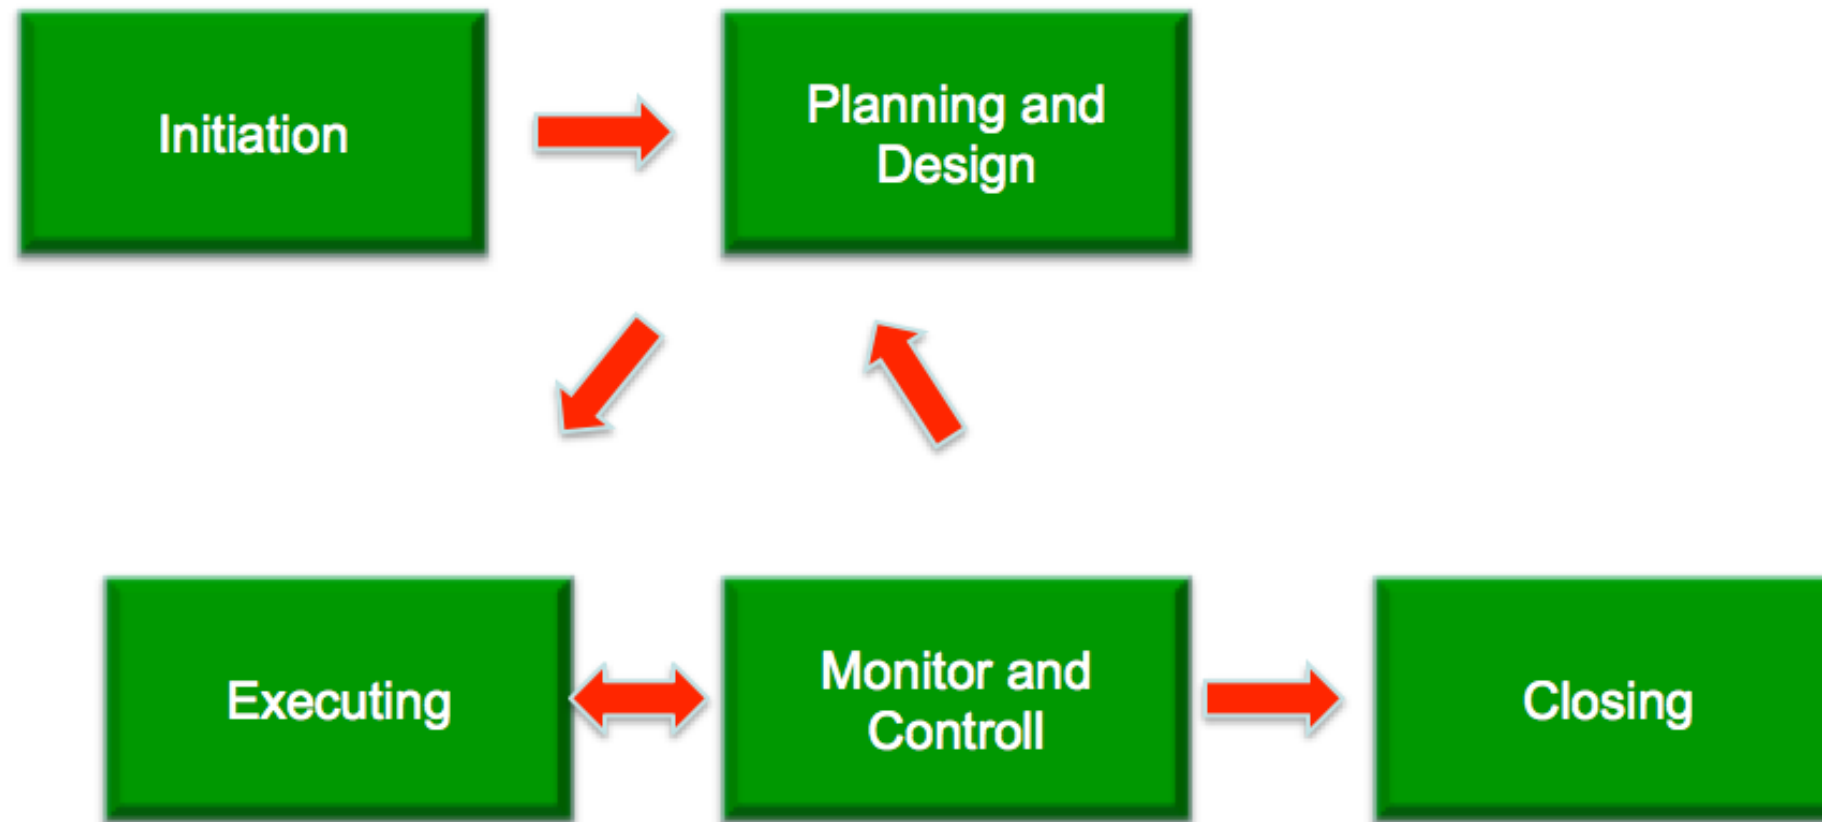 Initiation
Planning and
Design
Executing
Monitor and
Controll
Closing